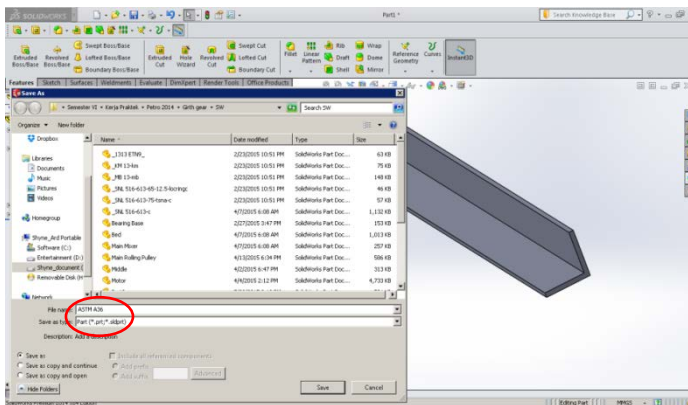 SOLIDWORKS
Part1 *
Search Knowledge Base
Extruded Boss/Base
Revolved Boss/Base
Swept Boss/Base
Lofted Boss/Base
Boundary Boss/Base
Extruded Cut
Hole Wizard
Revolved Cut
Swept Cut
Lofted Cut
Boundary Cut
Fillet
Linear Pattern
Rib
Draft
Shell
Wrap
Dome
Mirror
Reference Geometry
Curves
Instant3D
Features Sketch Surfaces Weldments Evaluate DimXpert Render Tools Office Products
Save As
« Semester VI » Kerja Praktek » Petro 2014 » Girth gear » SW
Search SW
Organize New folder
Name Date modified Type Size
Dropbox
Libraries
Documents
Music
Pictures
Videos
Homegroup
Shyne_Ard Portable
Software (C:)
Entertainment (D:)
Shyne_document (
Removable Disk (H
Network
_1313 ETN9_ 2/23/2015 10:51 PM SolidWorks Part Doc... 63 KB
2/23/2015 10:51 PM SolidWorks Part Doc... 75 KB
2/23/2015 10:51 PM SolidWorks Part Doc... 148 KB
_SNL 516-613-65-12.5-locringc 2/23/2015 10:51 PM SolidWorks Part Doc... 46 KB
_SNL 516-613-75-tsna-c 2/23/2015 10:51 PM SolidWorks Part Doc... 57 KB
_SNL 516-613-c 4/7/2015 6:08 AM SolidWorks Part Doc... 1,132 KB
Bearing Base 2/27/2015 3:47 PM SolidWorks Part Doc... 153 KB
Bed 4/7/2015 6:08 AM SolidWorks Part Doc... 1,013 KB
Main Mixer 4/7/2015 6:08 AM SolidWorks Part Doc... 257 KB
Main Rolling Pulley 4/13/2015 6:34 PM SolidWorks Part Doc... 586 KB
Middle 4/2/2015 6:47 PM SolidWorks Part Doc... 313 KB
Motor 4/4/2015 2:12 PM SolidWorks Part Doc... 4,733 KB
File name: ASTM A36
Save as type: Part (*.prt;*.sldprt)
Description: Add a description
Save as
Save as copy and continue
Save as copy and open
Include all referenced components
Add prefix
Add suffix
Advanced
Hide Folders
Save
Cancel
Editing Part
MMGS